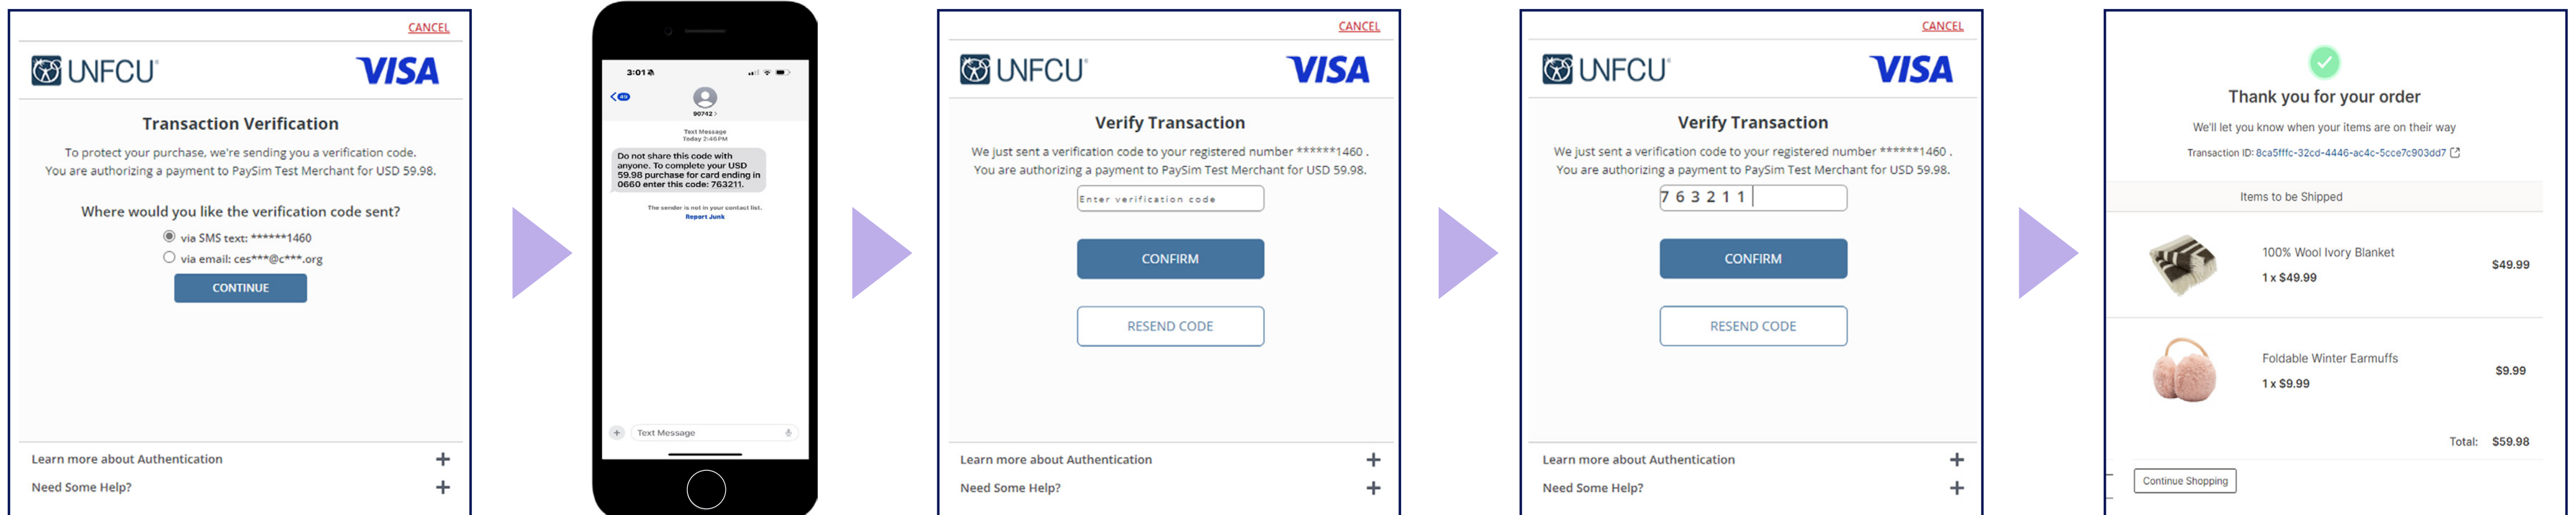 CANCEL
UNFCU®
VISA
Transaction Verification
To protect your purchase, we're sending you a verification code.
You are authorizing a payment to PaySim Test Merchant for USD 59.98.
Where would you like the verification code sent?
via SMS text: ******1460
via email: ces***@c***.org
CONTINUE
Learn more about Authentication
Need Some Help?
3:01
49
90742 >
Text Message
Today 2:46 PM
Do not share this code with
anyone. To complete your USD
59.98 purchase for card ending in
0660 enter this code: 763211.
The sender is not in your contact list.
Report Junk
Text Message
CANCEL
UNFCU®
VISA
Verify Transaction
We just sent a verification code to your registered number ******1460 .
You are authorizing a payment to PaySim Test Merchant for USD 59.98.
Enter verification code
CONFIRM
RESEND CODE
Learn more about Authentication
Need Some Help?
CANCEL
UNFCU®
VISA
Verify Transaction
We just sent a verification code to your registered number ******1460 .
You are authorizing a payment to PaySim Test Merchant for USD 59.98.
763211
CONFIRM
RESEND CODE
Learn more about Authentication
Need Some Help?
Thank you for your order
We'll let you know when your items are on their way
Transaction ID: 8ca5fffc-32cd-4446-ac4c-5cce7c903dd7
Items to be Shipped
100% Wool Ivory Blanket
1 x $49.99
$49.99
Foldable Winter Earmuffs
1 x $9.99
$9.99
Total: $59.98
Continue Shopping